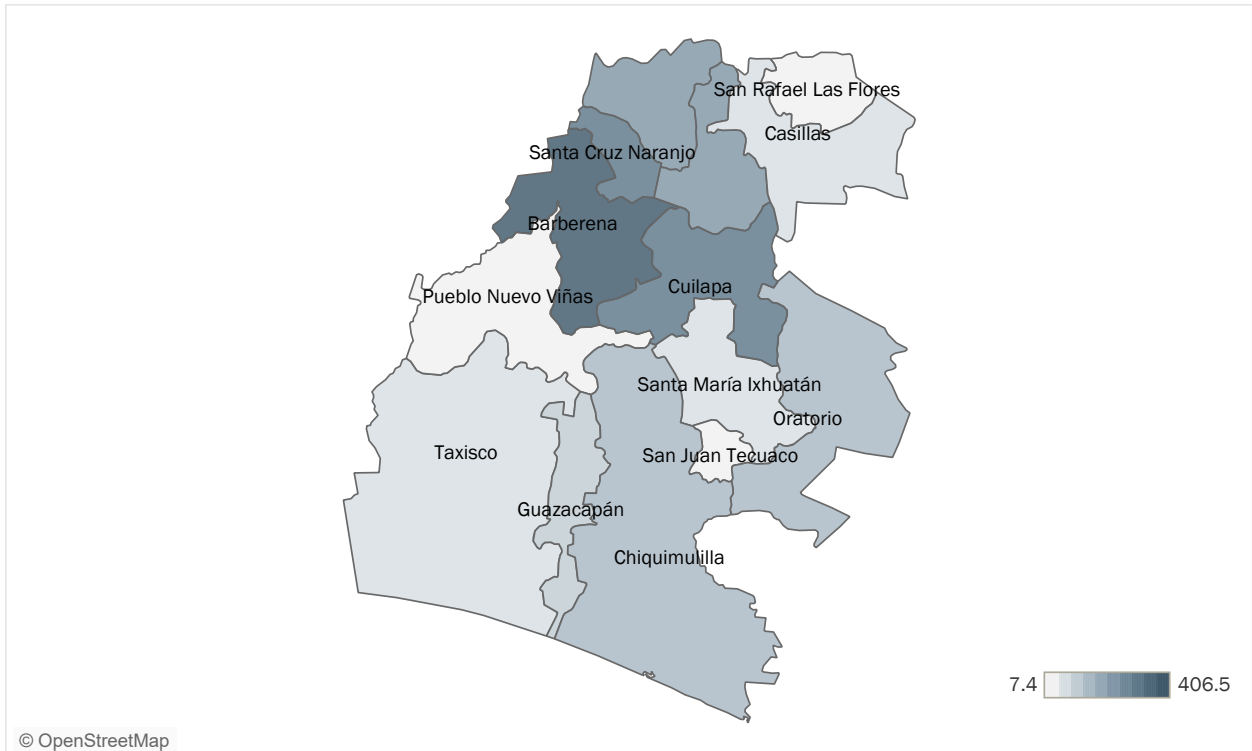 San Rafael Las Flores
Casillas
Santa Cruz Naranjo
Barberena
Cuilapa
Pueblo Nuevo Viñas
Santa María Ixhuatán
Oratorio
Taxisco
San Juan Tecuaco
Guazacapán
Chiquimulilla
7.4
406.5
© OpenStreetMap